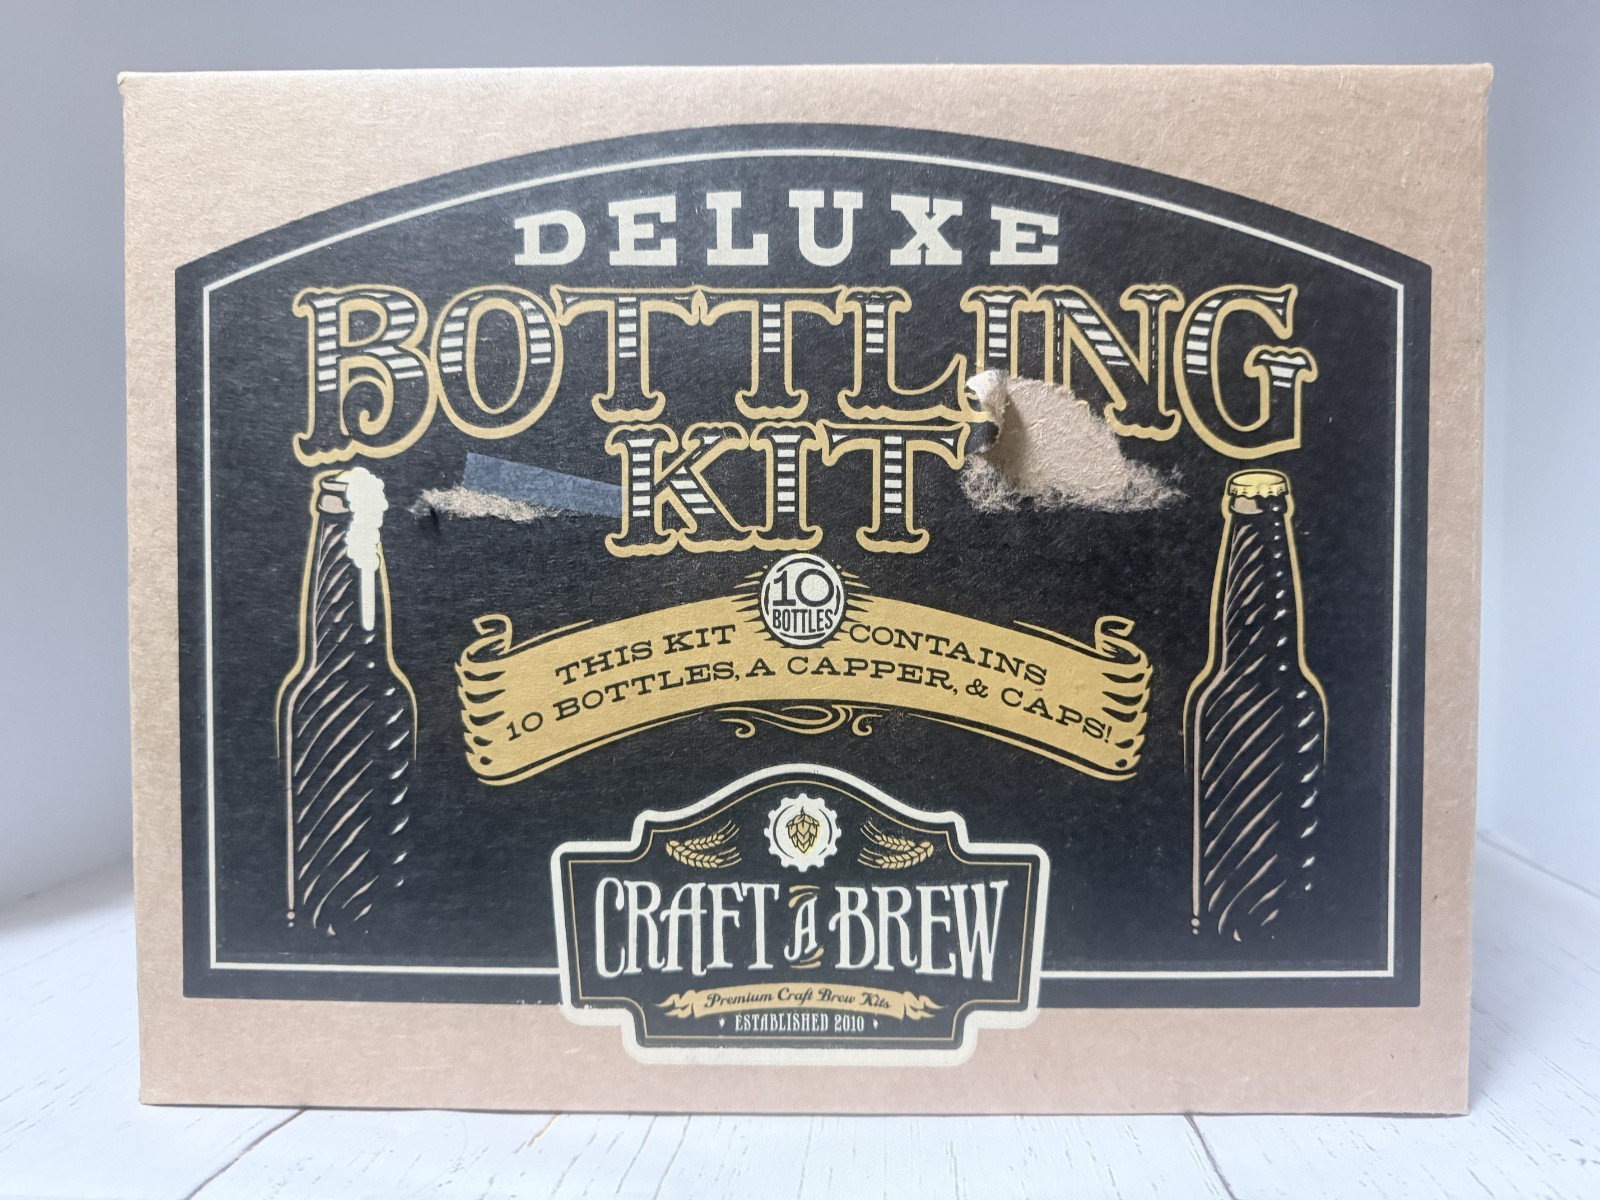 DELUXE
BOTTLING
KIT
10
BOTTLES
THIS KIT CONTAINS
10 BOTTLES, A CAPPER, & CAPS!
CRAFT A BREW
Premium Craft Brew Kits
ESTABLISHED 2010